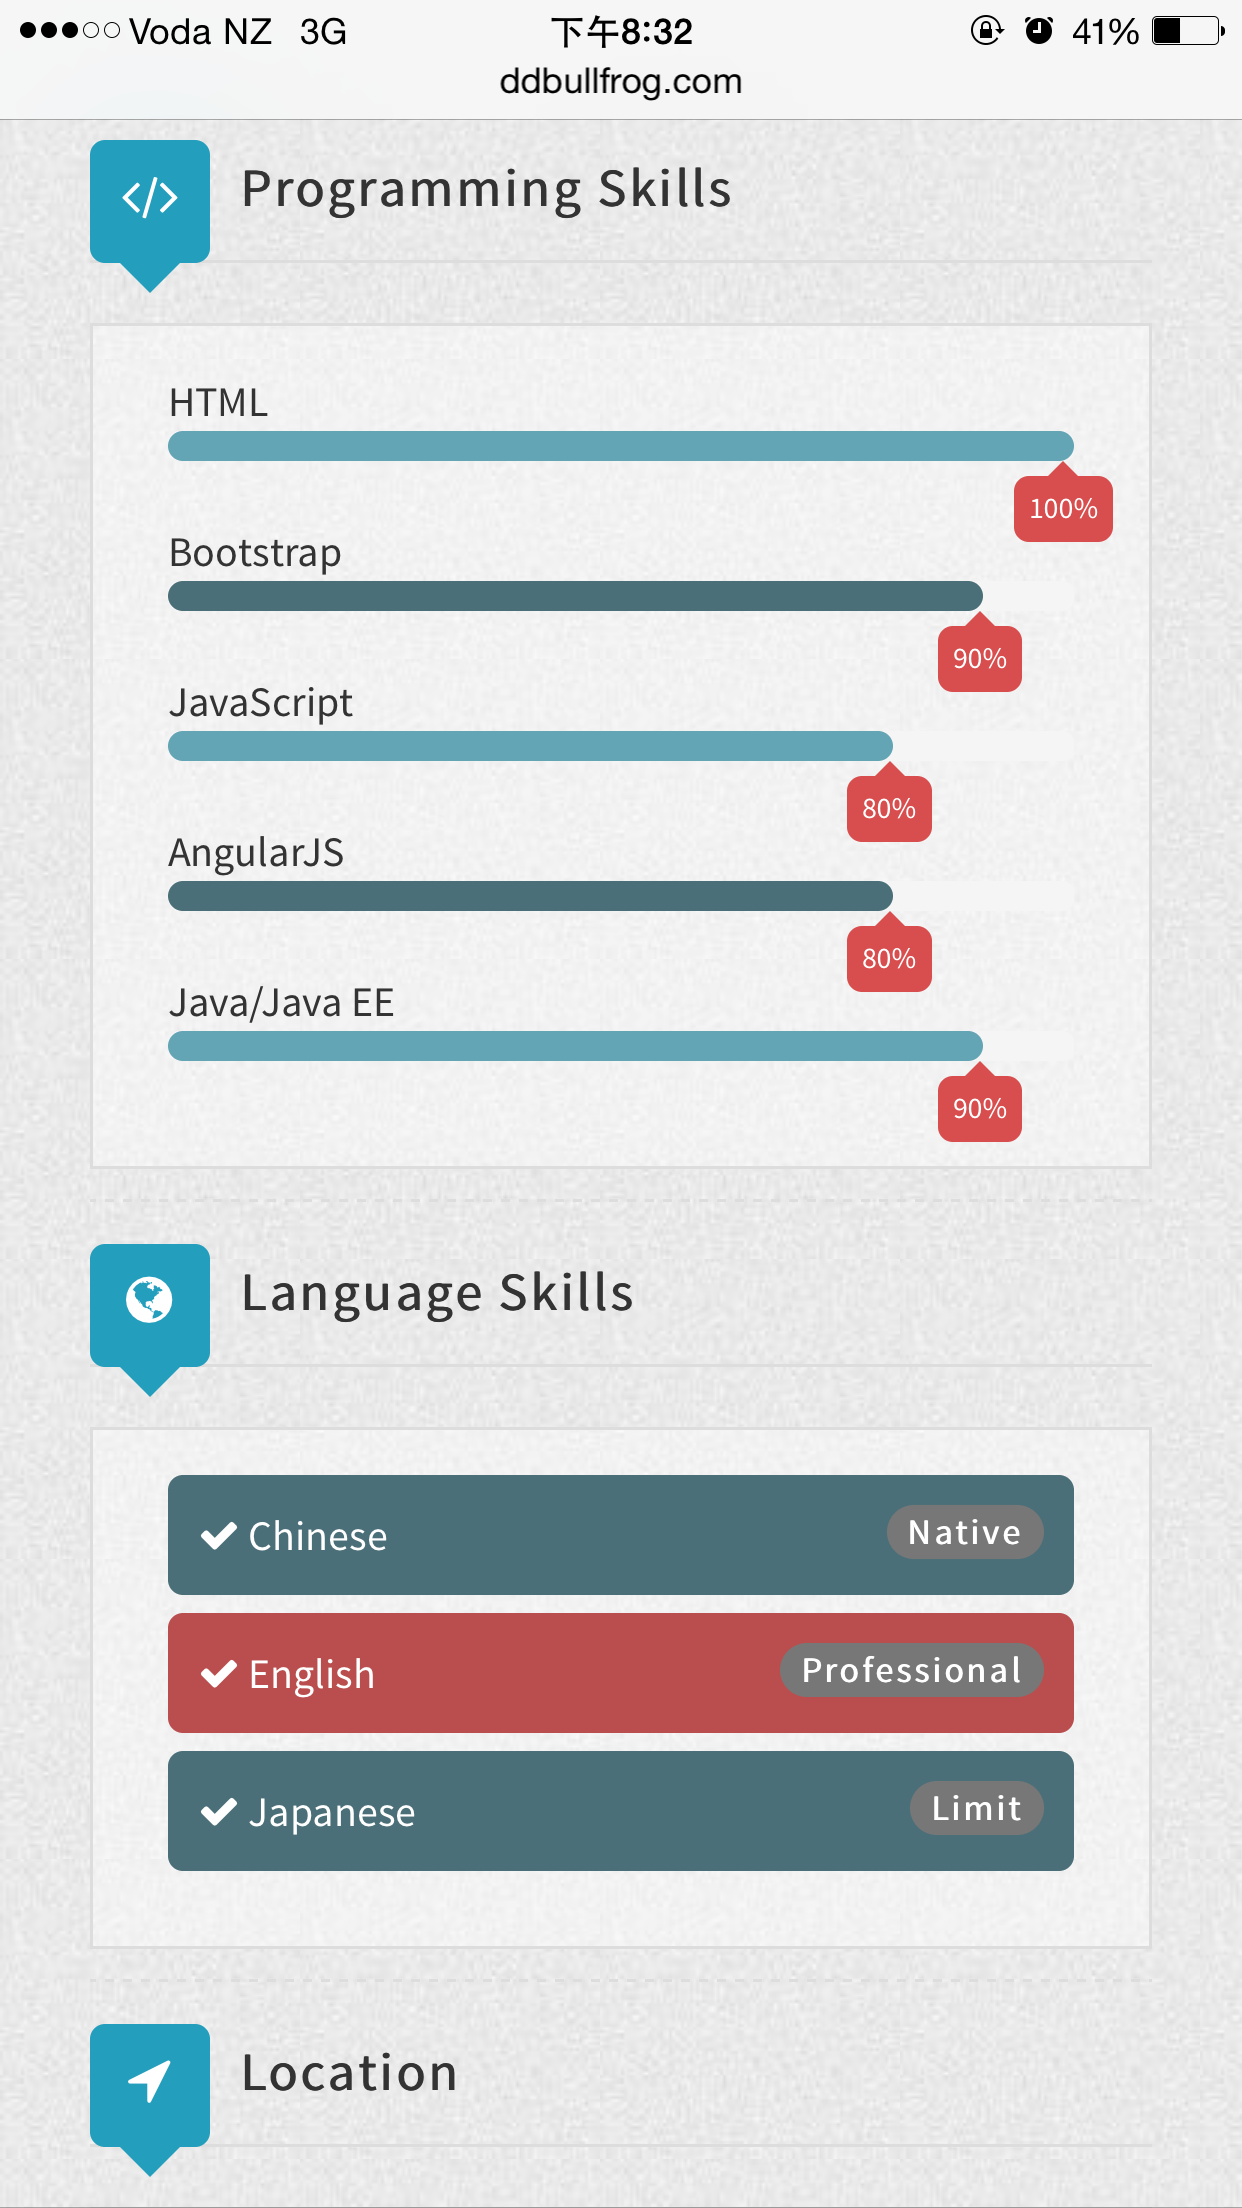 Voda NZ 3G 下午8:32 41%
ddbullfrog.com
Programming Skills
HTML
100%
Bootstrap
90%
JavaScript
80%
AngularJS
80%
Java/Java EE
90%
Language Skills
Chinese Native
English Professional
Japanese Limit
Location